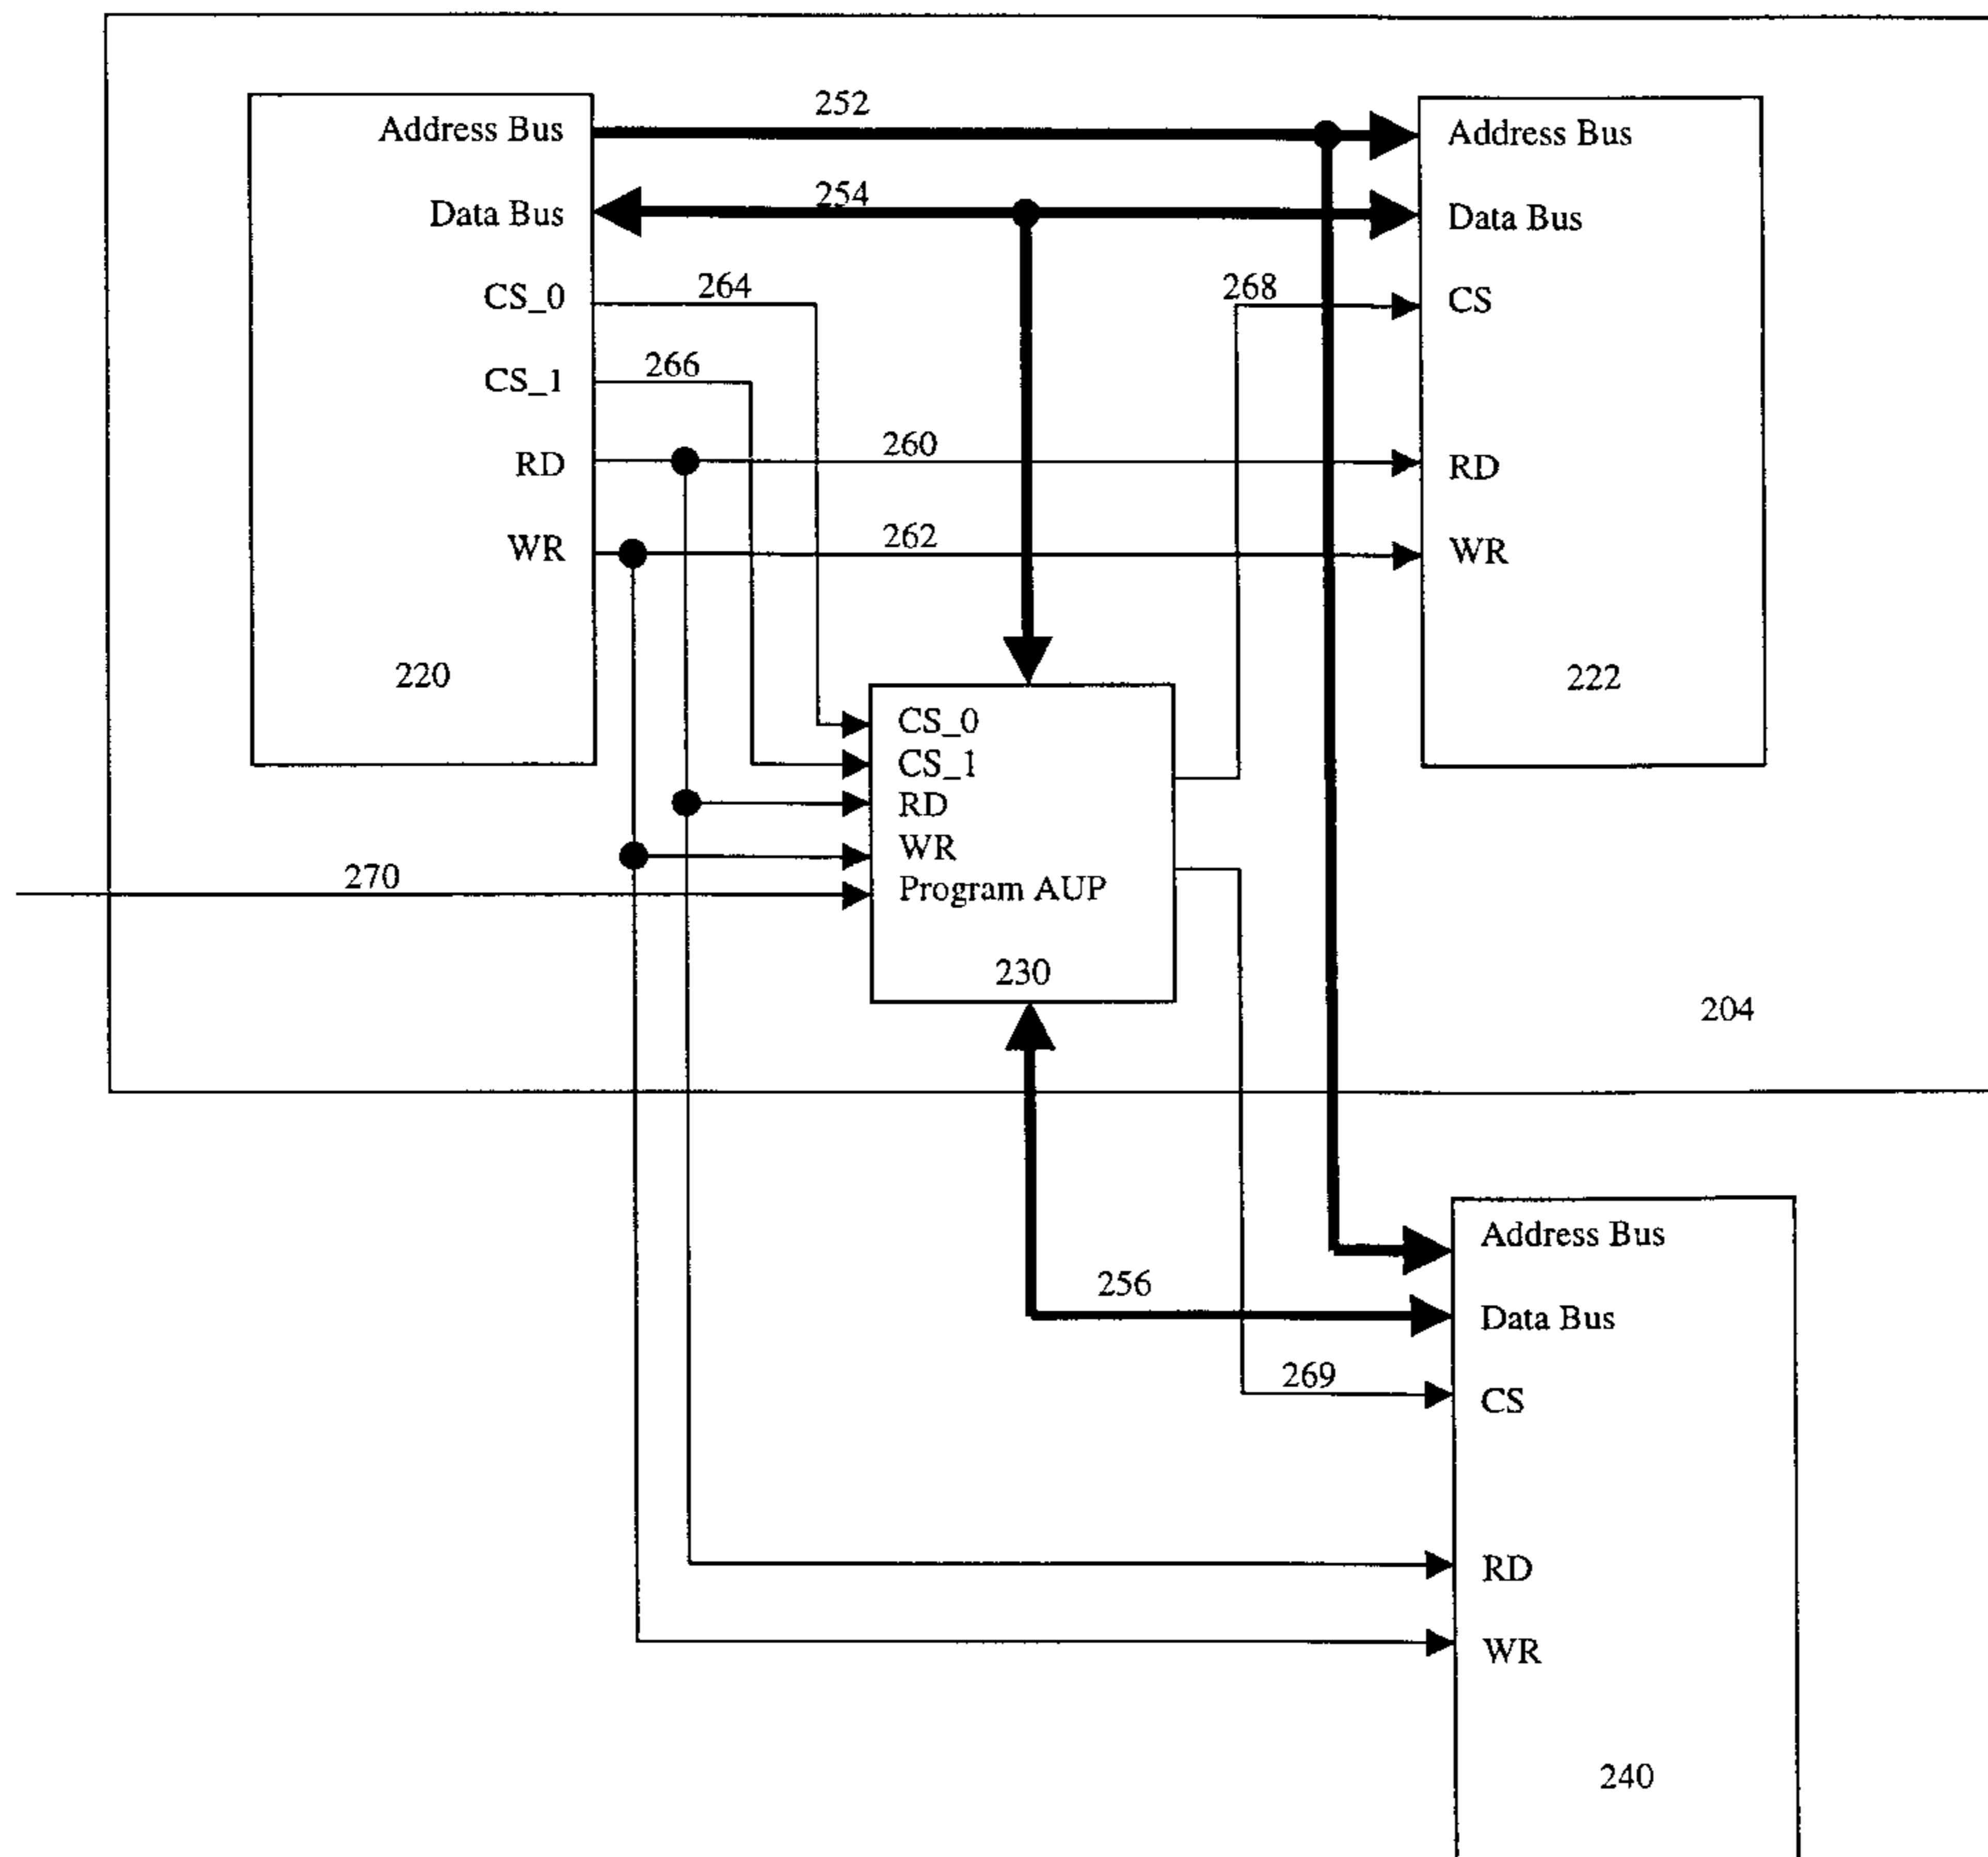 252
Address Bus
Address Bus
254
Data Bus
Data Bus
264
268
CS_0
CS
266
CS_1
260
RD
RD
262
WR
WR
220
222
CS_0
CS_1
RD
WR
270
Program AUP
230
204
Address Bus
256
Data Bus
269
CS
RD
WR
240